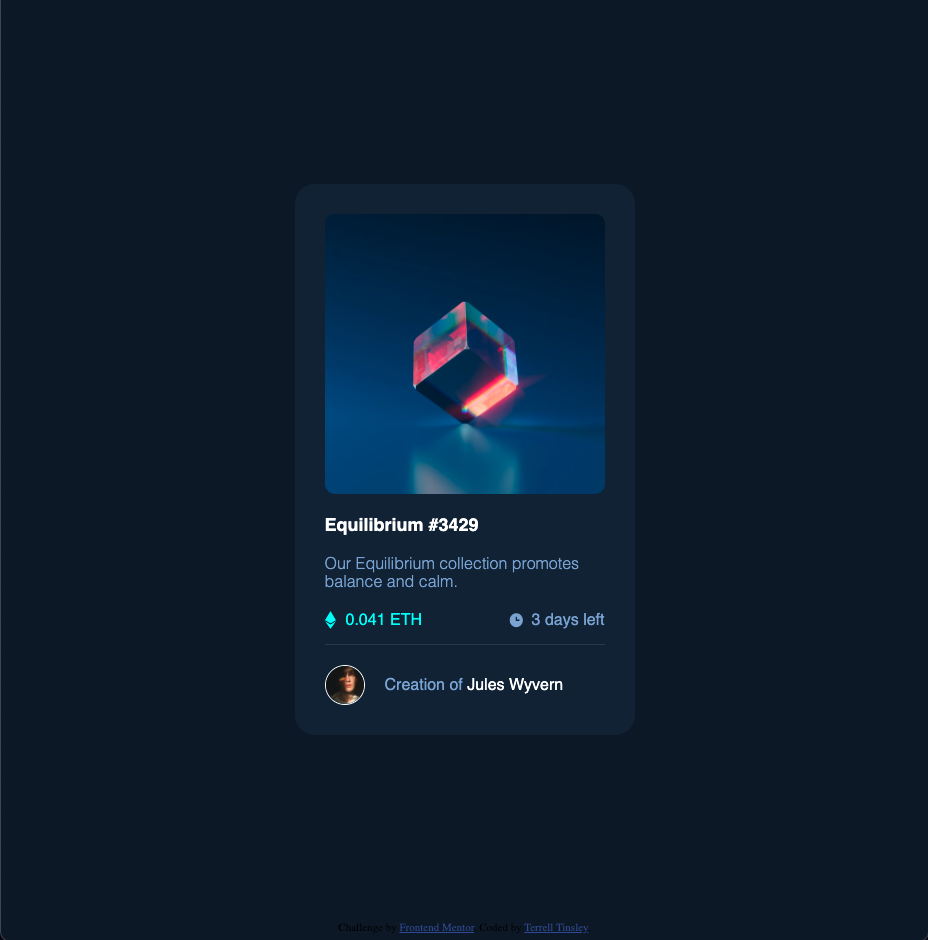 Equilibrium #3429
Our Equilibrium collection promotes
balance and calm.
0.041 ETH 3 days left
Creation of Jules Wyvern
Challenge by Frontend Mentor. Coded by Terrell Tinsley.